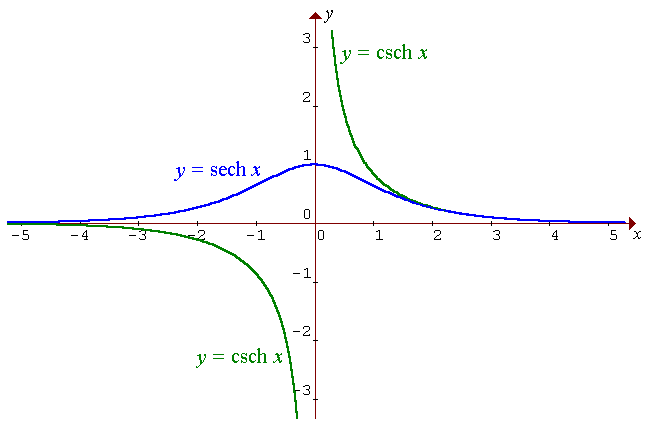 y
3
y = csch x
2
1
y = sech x
0
-5 -4 -3 -2 -1 0 1 2 3 4 5 x
-1
-2
y = csch x
-3